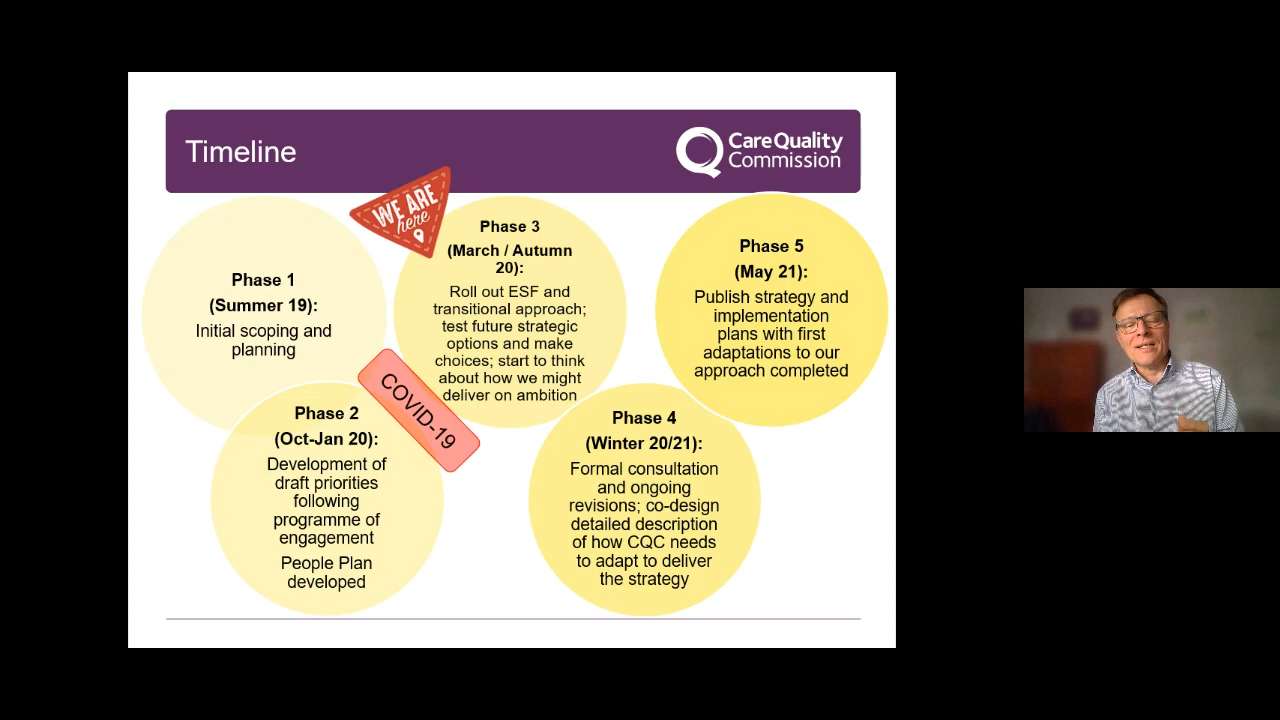 Timeline
CareQuality
Commission
WE ARE
here
Phase 1
(Summer 19):
Initial scoping and
planning
Phase 2
(Oct-Jan 20):
Development of
draft priorities
following
programme of
engagement
People Plan
developed
COVID-19
Phase 3
(March / Autumn
20):
Roll out ESF and
transitional approach;
test future strategic
options and make
choices; start to think
about how we might
deliver on ambition
Phase 4
(Winter 20/21):
Formal consultation
and ongoing
revisions; co-design
detailed description
of how CQC needs
to adapt to deliver
the strategy
Phase 5
(May 21):
Publish strategy and
implementation
plans with first
adaptations to our
approach completed